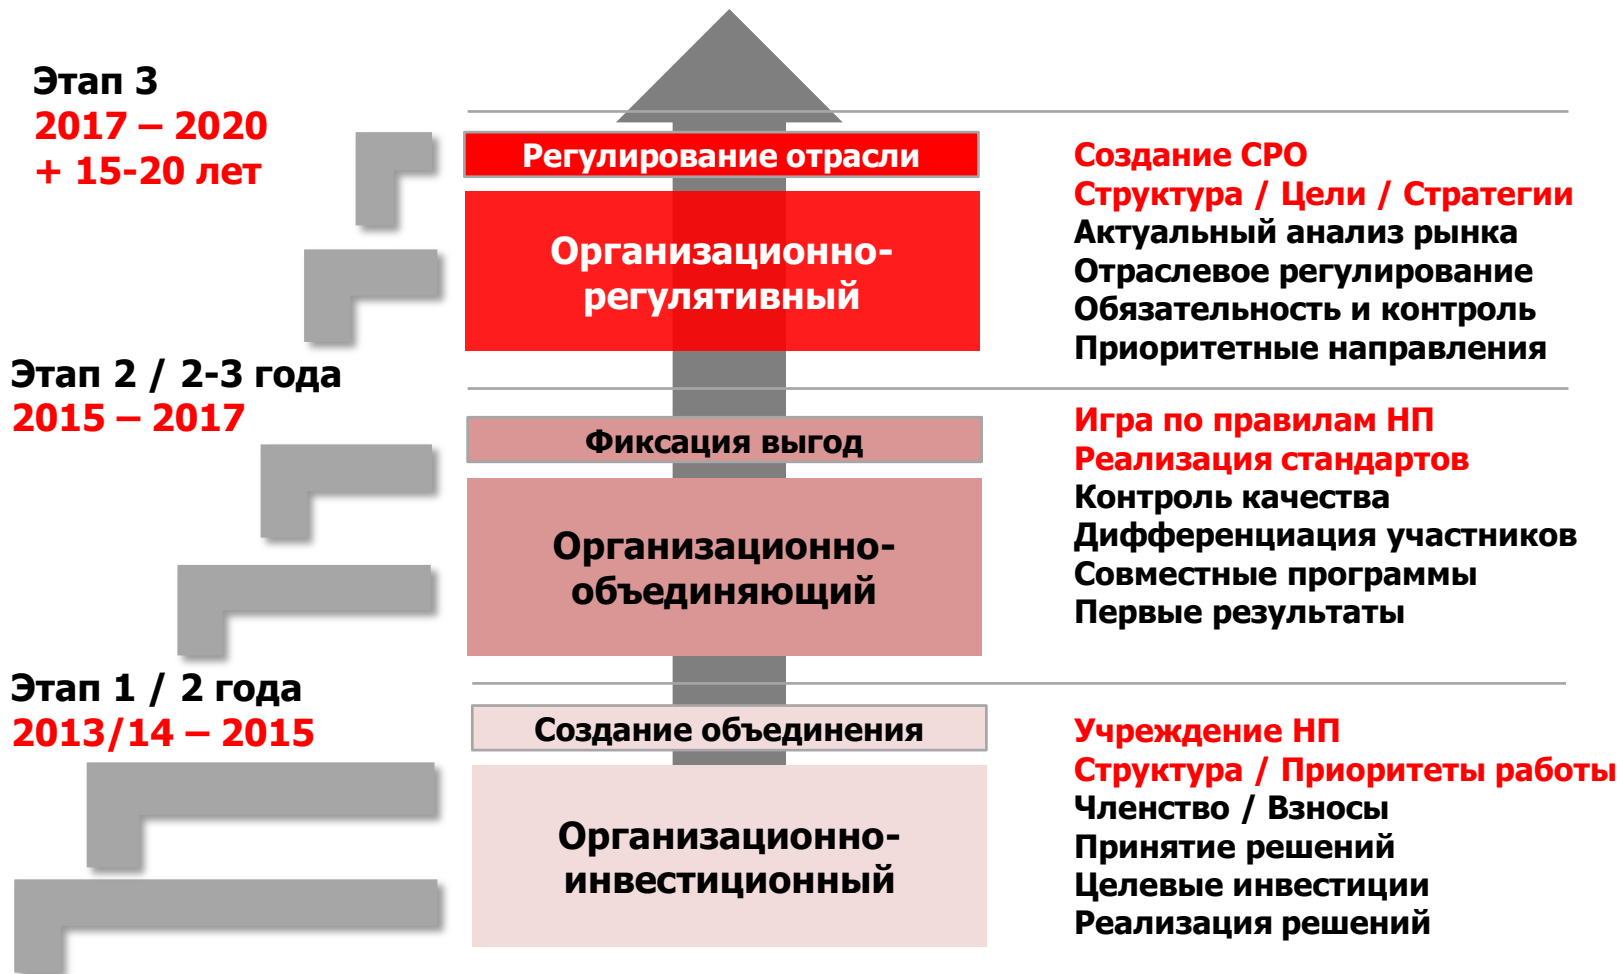 Этап 3
2017 – 2020
+ 15-20 лет
Регулирование отрасли
Организационно-
регулятивный
Создание СРО
Структура / Цели / Стратегии
Актуальный анализ рынка
Отраслевое регулирование
Обязательность и контроль
Приоритетные направления
Этап 2 / 2-3 года
2015 – 2017
Фиксация выгод
Организационно-
объединяющий
Игра по правилам НП
Реализация стандартов
Контроль качества
Дифференциация участников
Совместные программы
Первые результаты
Этап 1 / 2 года
2013/14 – 2015
Создание объединения
Организационно-
инвестиционный
Учреждение НП
Структура / Приоритеты работы
Членство / Взносы
Принятие решений
Целевые инвестиции
Реализация решений